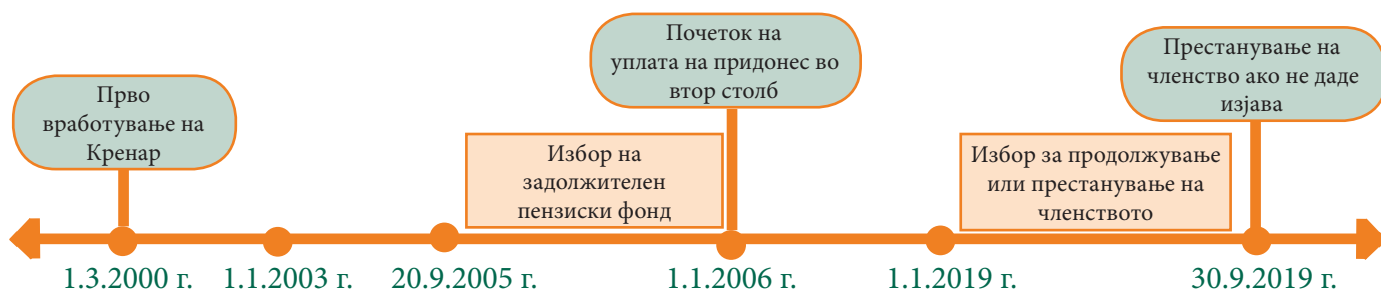 Прво
вработување на
Кренар
Избор на
задолжителен
пензиски фонд
Почеток на
уплата на придонес во
втор столб
Избор за продолжување
или престанување на
членството
Престанување на
членство ако не даде
изјава
1.3.2000 г.
1.1.2003 г.
20.9.2005 г.
1.1.2006 г.
1.1.2019 г.
30.9.2019 г.